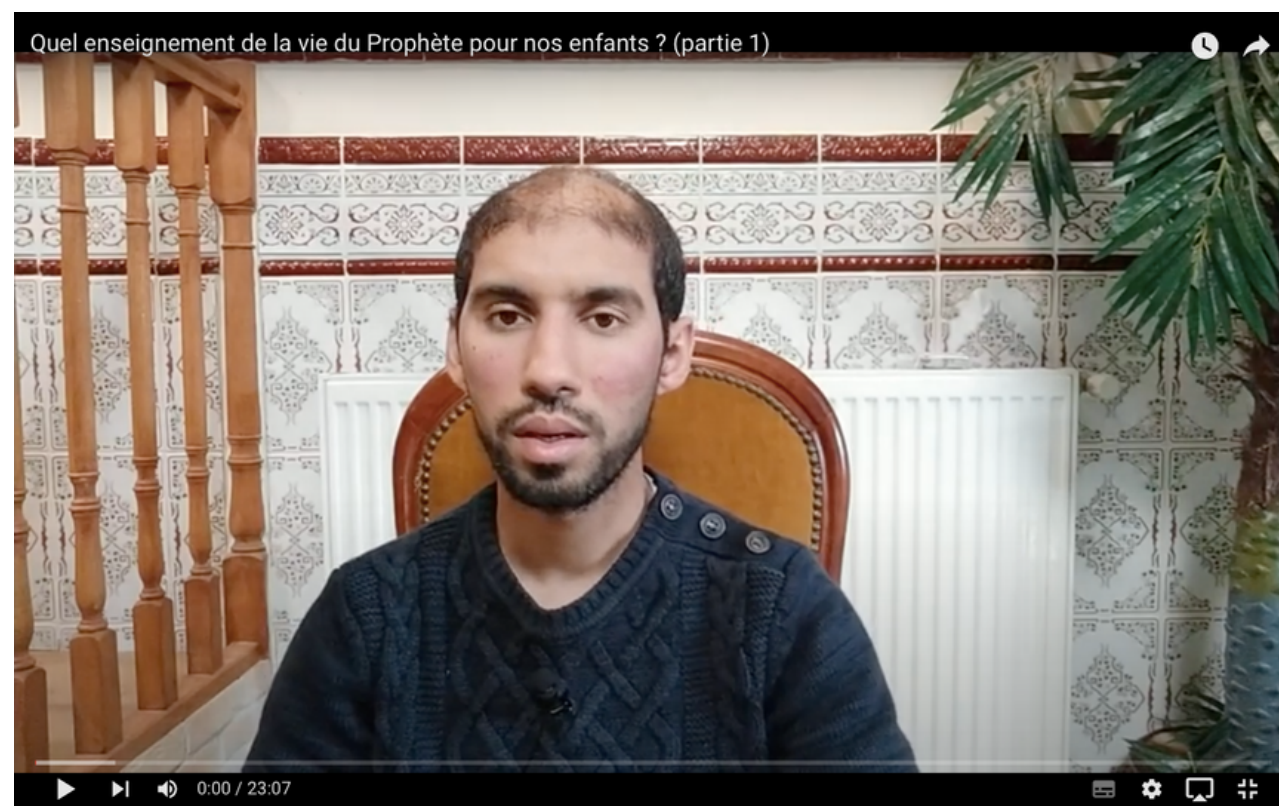 Quel enseignement de la vie du Prophète pour nos enfants ? (partie 1)
0:00 / 23:07